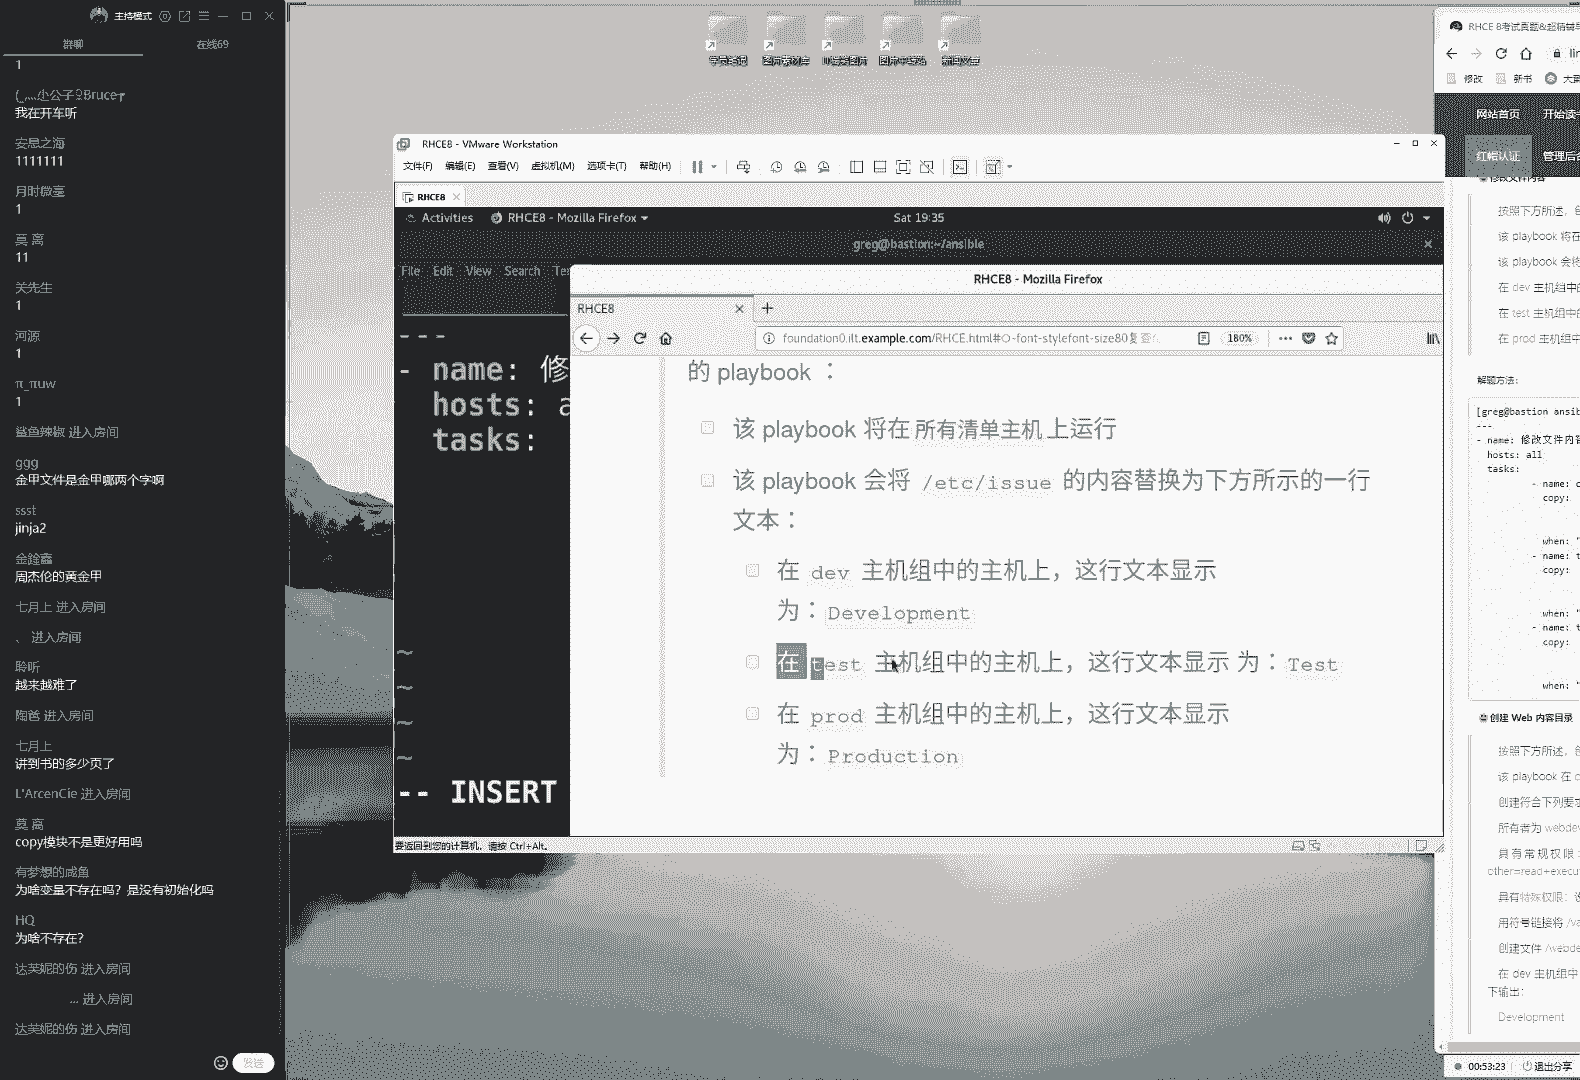 主持模式
群聊
在线69
1
我在开车听
安思之海
1111111
月时微毫
1
莫 离
11
关先生
1
河源
1
π_πuw
1
鲨鱼辣椒 进入房间
ggg
金甲文件是金甲哪两个字啊
ssst
jinja2
周杰伦的黄金甲
七月上 进入房间
、 进入房间
聆听
越来越难了
陶爸 进入房间
七月上
讲到书的多少页了
L'ArcenCie 进入房间
莫 离
copy模块不是更好用吗
有梦想的咸鱼
为啥变量不存在吗？是没有初始化吗
HQ
为啥不存在？
达芙妮的伤 进入房间
... 进入房间
达芙妮的伤 进入房间
发送
RHCE8 - VMware Workstation
文件(F) 编辑(E) 查看(V) 虚拟机(M) 选项卡(T) 帮助(H)
RHCE8
Activities RHCE8 - Mozilla Firefox Sat 19:35
greg@bastion:~/ansible
File Edit View Search Te
---
- name: 修
hosts: a
tasks:
~
~
~
~
-- INSERT
要返回到您的计算机，请按 Ctrl+Alt。
RHCE8 - Mozilla Firefox
RHCE8
foundation0.ilt.example.com/RHCE.html#○-font-stylefont-size80复
180%
的 playbook ：
该 playbook 将在 所有清单主机 上运行
该 playbook 会将 /etc/issue 的内容替换为下方所示的一行
文本：
在 dev 主机组中的主机上，这行文本显示
为：Development
在 test 主机组中的主机上，这行文本显示 为：Test
在 prod 主机组中的主机上，这行文本显示
为：Production
RHCE 8考试真题&超精辅导
lin
修改 新书
网站首页 开始读书
红帽认证 管理后台
修改文件内容
按照下方所述，创
该 playbook 将在
该 playbook 会将
在 dev 主机组中的
在 test 主机组中的
在 prod 主机组中
解题方法：
[greg@bastion ansib
---
- name: 修改文件内容
hosts: all
tasks:
- name: c
copy:
when: "
- name: t
copy:
when: "
- name: t
copy:
when: "
创建 Web 内容目录
按照下方所述，创
该 playbook 在 d
创建符合下列要求
所有者为 webdev
具有常规权限：
other=read+execu
具有特殊权限：设
用符号链接将 /va
创建文件 /webde
在 dev 主机组中
下输出：
Development
00:53:23 退出分享